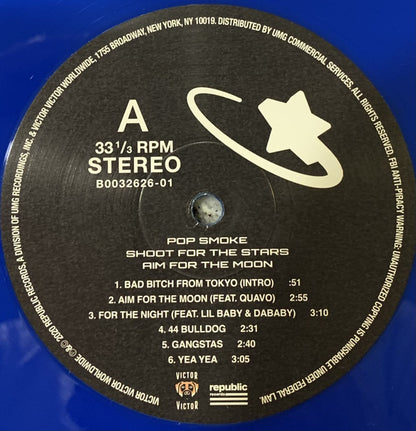 A
33 1/3 RPM
STEREO
B0032626-01
POP SMOKE
SHOOT FOR THE STARS
AIM FOR THE MOON
1. BAD BITCH FROM TOKYO (INTRO) :51
2. AIM FOR THE MOON (FEAT. QUAVO) 2:55
3. FOR THE NIGHT (FEAT. LIL BABY & DABABY) 3:10
4. 44 BULLDOG 2:31
5. GANGSTAS 2:40
6. YEA YEA 3:05
VICTOR
VICTOR
republic
records
VICTOR VICTOR WORLDWIDE ℗ © 2020 REPUBLIC RECORDS, A DIVISION OF UMG RECORDINGS, INC. & VICTOR VICTOR WORLDWIDE, 1755 BROADWAY, NEW YORK, NY 10019. DISTRIBUTED BY UMG COMMERCIAL SERVICES. ALL RIGHTS RESERVED. FBI ANTI-PIRACY WARNING: UNAUTHORIZED COPYING IS PUNISHABLE UNDER FEDERAL LAW.